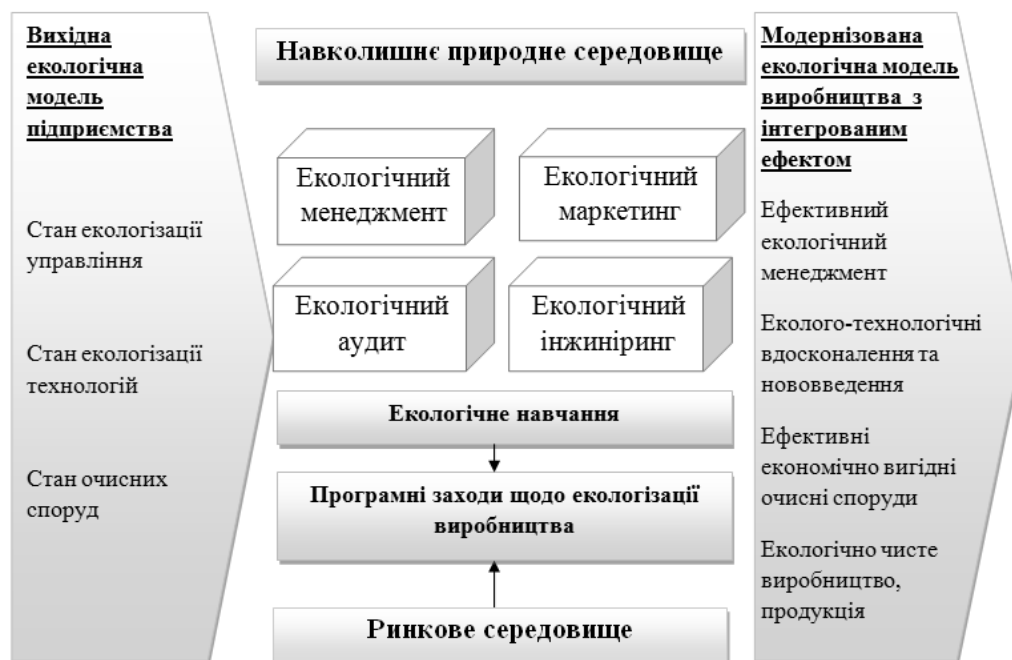 Вихідна
екологічна
модель
підприємства
Стан екологізації
управління
Стан екологізації
технологій
Стан очисних
споруд
Навколишнє природне середовище
Екологічний
менеджмент
Екологічний
маркетинг
Екологічний
аудит
Екологічний
інжиніринг
Екологічне навчання
Програмні заходи щодо екологізації
виробництва
Ринкове середовище
Модернізована
екологічна модель
виробництва з
інтегрованим
ефектом
Ефективний
екологічний
менеджмент
Еколого-технологічні
вдосконалення та
нововведення
Ефективні
економічно вигідні
очисні споруди
Екологічно чисте
виробництво,
продукція